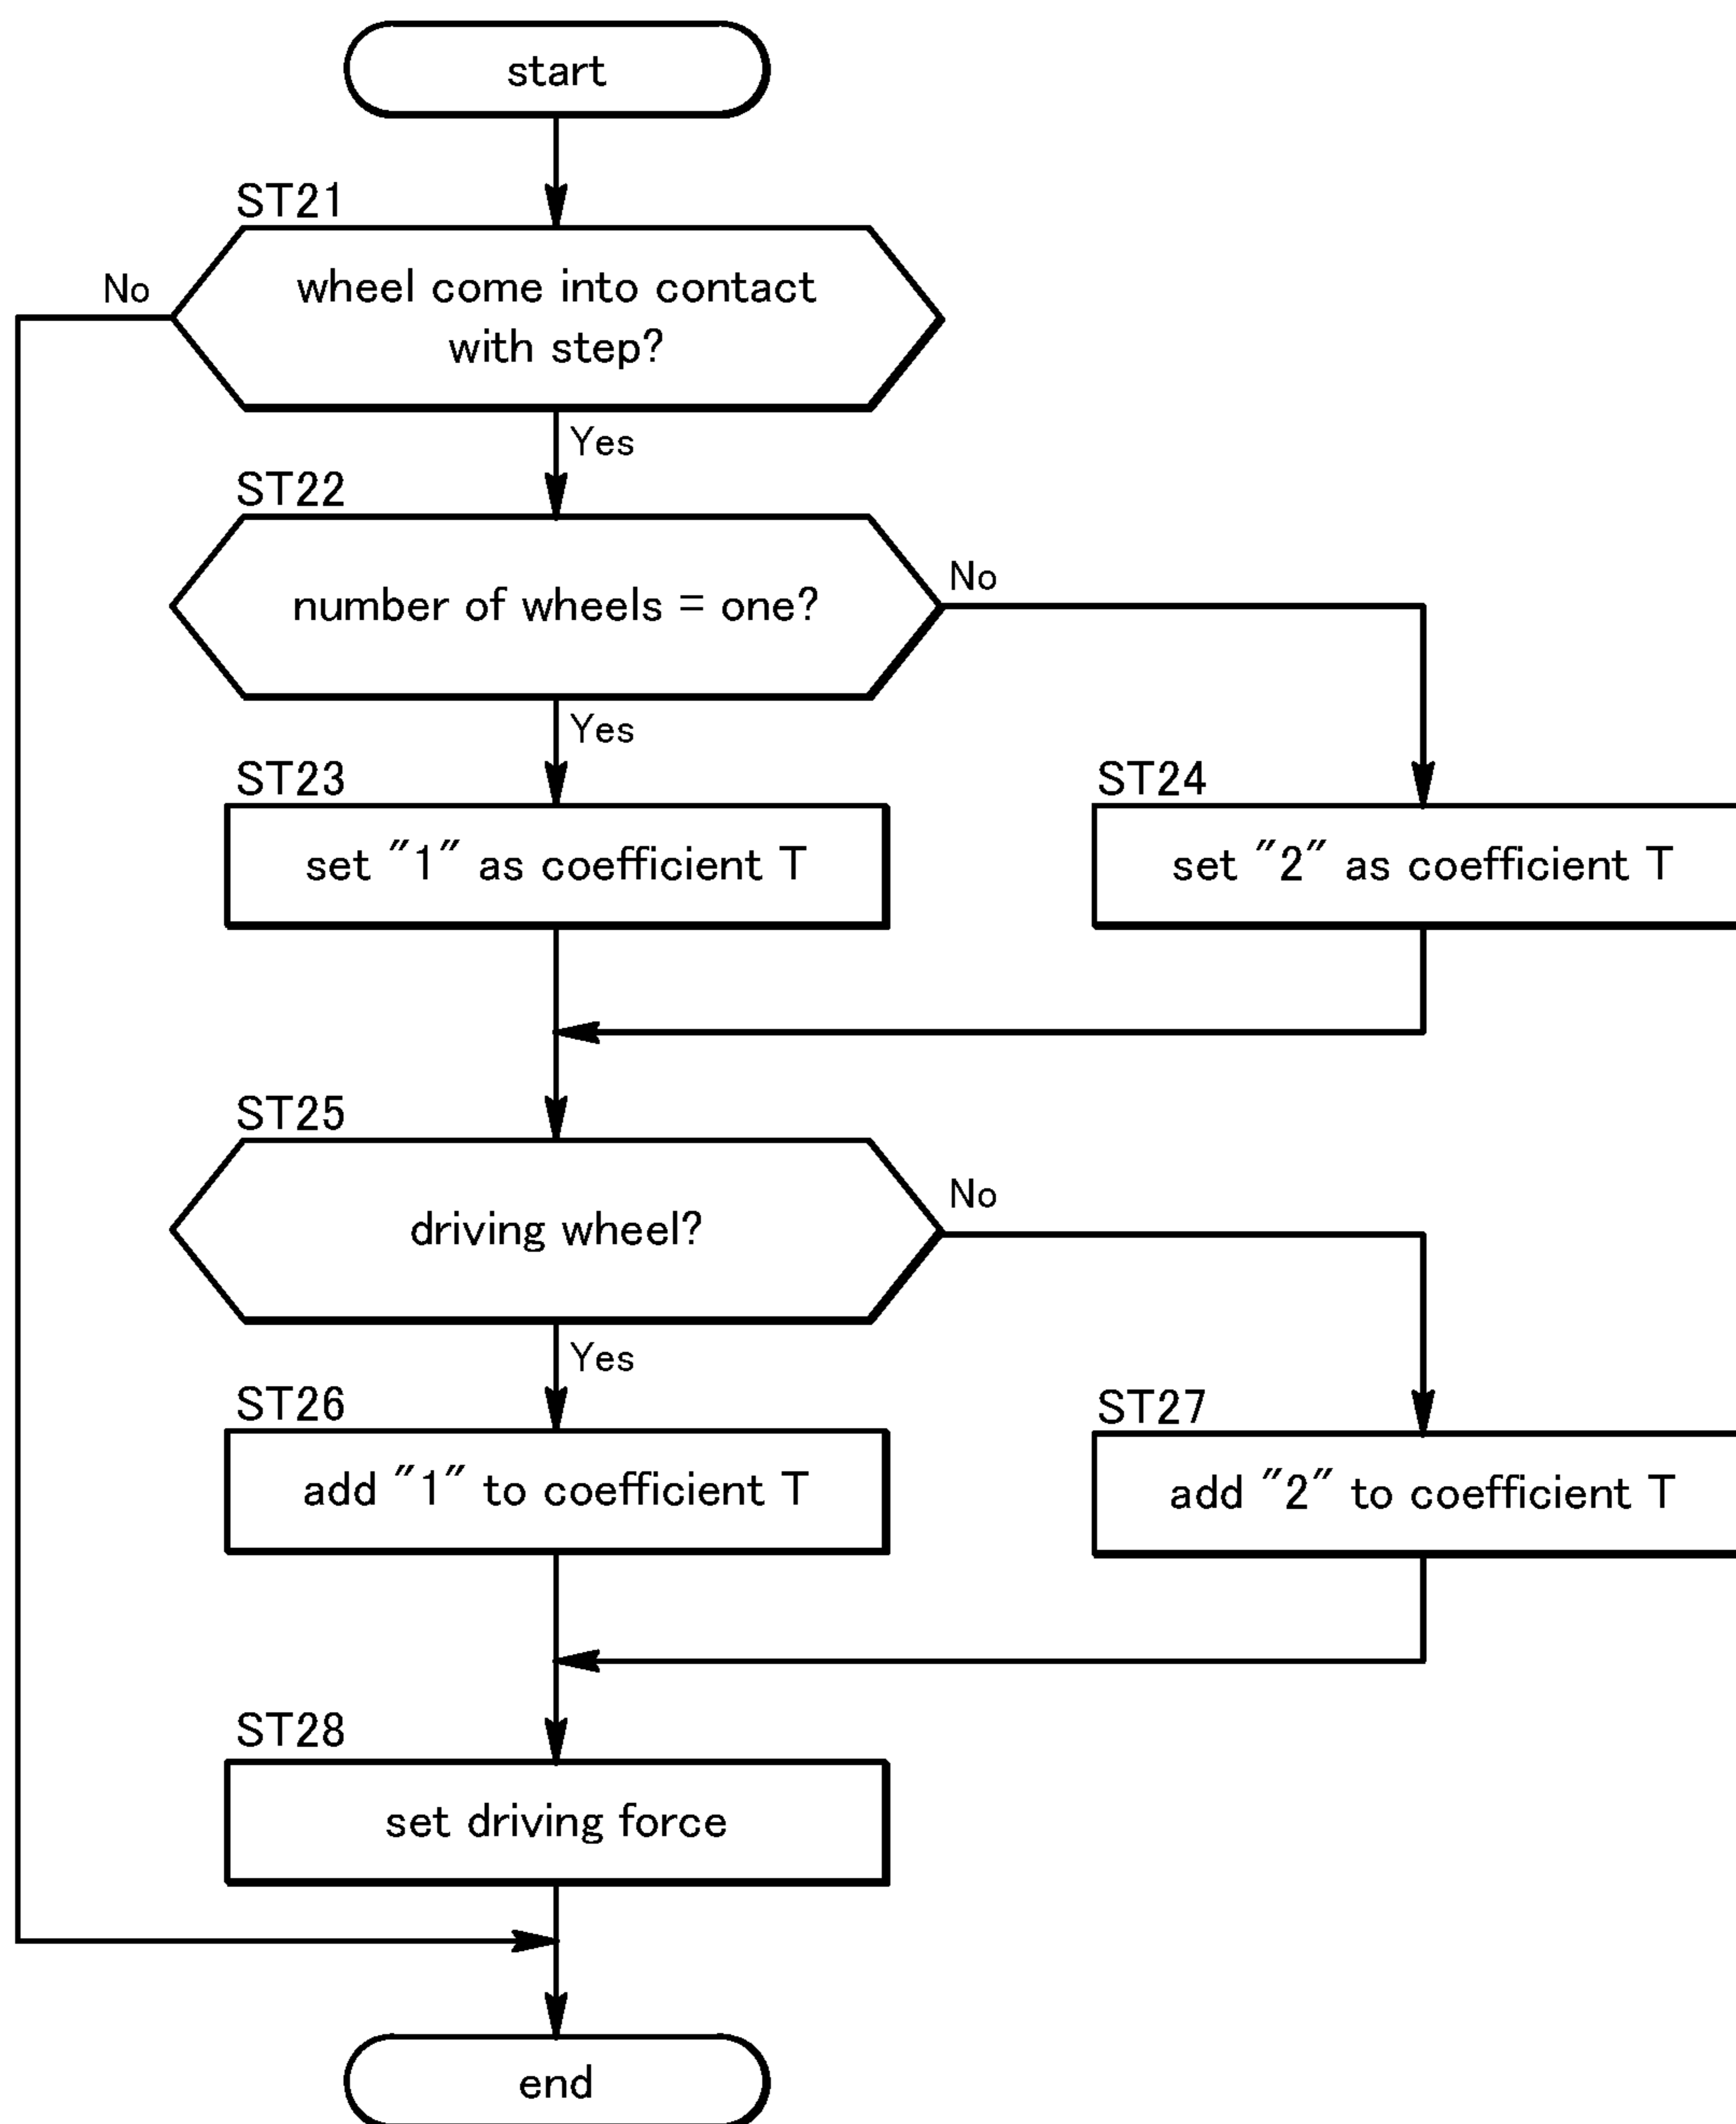 start
ST21
No
wheel come into contact
with step?
Yes
ST22
No
number of wheels = one?
Yes
ST23
ST24
set "1" as coefficient T
set "2" as coefficient T
ST25
No
driving wheel?
Yes
ST26
ST27
add "1" to coefficient T
add "2" to coefficient T
ST28
set driving force
end